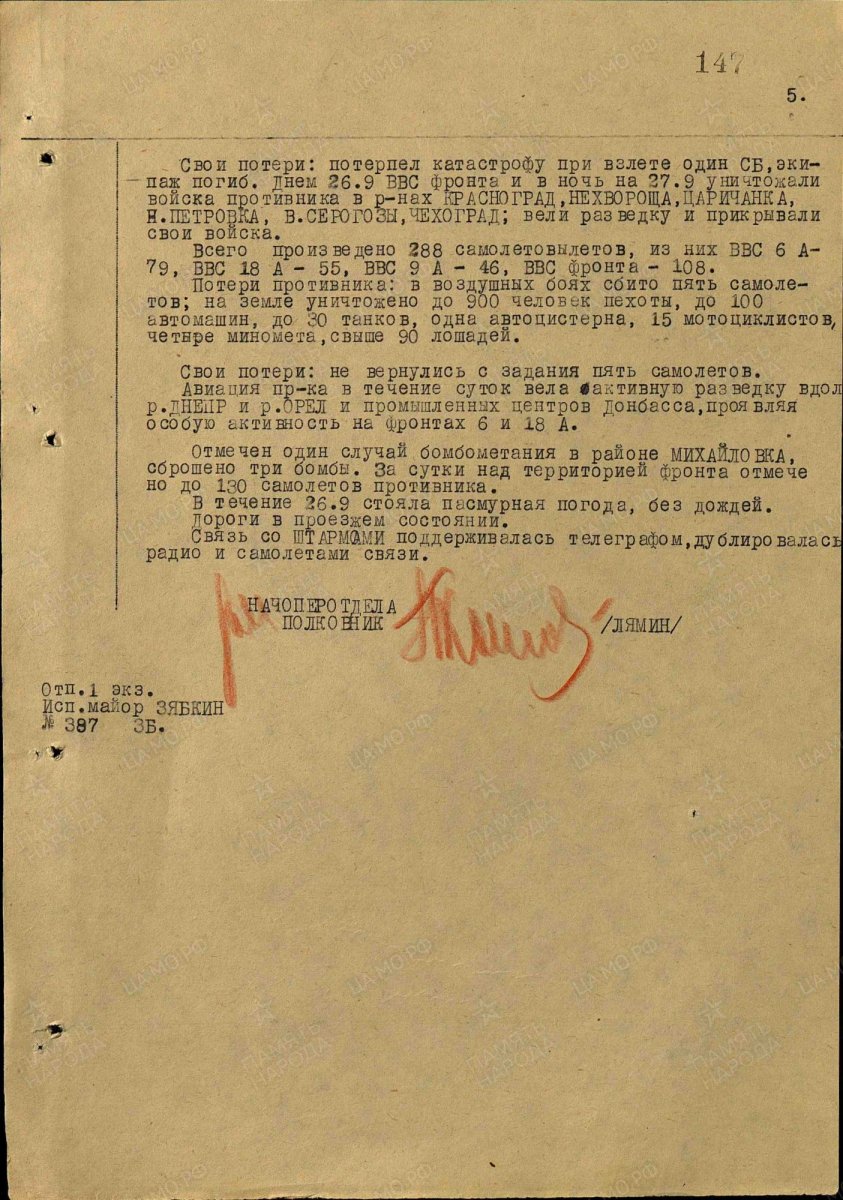 147
5.
Свои потери: потерпел катастрофу при взлете один СБ,эки-
паж погиб. Днем 26.9 ВВС фронта и в ночь на 27.9 уничтожали
войска противника в р-нах КРАСНОГРАД,НЕХВОРОЩА,ЦАРИЧАНКА,
Н.ПЕТРОВКА, В.СЕРОГОЗЫ,ЧЕХОГРАД; вели разведку и прикрывали
свои войска.
Всего произведено 288 самолетовылетов, из них ВВС 6 А-
79, ВВС 18 А - 55, ВВС 9 А - 46, ВВС фронта - 108.
Потери противника: в воздушных боях сбито пять самоле-
тов; на земле уничтожено до 900 человек пехоты, до 100
автомашин, до 30 танков, одна автоцистерна, 15 мотоциклистов,
четыре миномета,свыше 90 лошадей.
Свои потери: не вернулись с задания пять самолетов.
Авиация пр-ка в течение суток вела активную разведку вдол
р.ДНЕПР и р.ОРЕЛ и промышленных центров Донбасса,проявляя
особую активность на фронтах 6 и 18 А.
Отмечен один случай бомбометания в районе МИХАЙЛОВКА,
сброшено три бомбы. За сутки над территорией фронта отмече
но до 130 самолетов противника.
В течение 26.9 стояла пасмурная погода, без дождей.
Дороги в проезжем состоянии.
Связь со ШТАРМАМИ поддерживалась телеграфом,дублировалась
радио и самолетами связи.
НАЧОПЕРОТДЕЛА
ПОЛКОВНИК /ЛЯМИН/
Отп.1 экз.
Исп.майор ЗЯБКИН
№ 387 ЗБ.